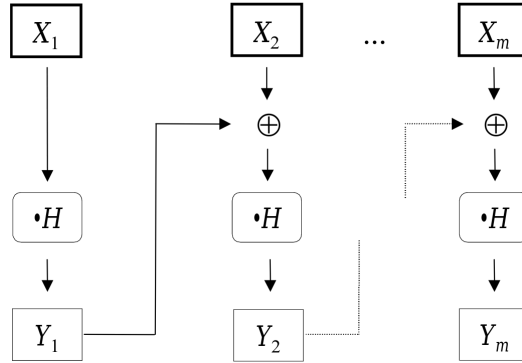 X₁ X₂ ... Xₘ
⊕ ⊕
•H •H •H
Y₁ Y₂ Yₘ